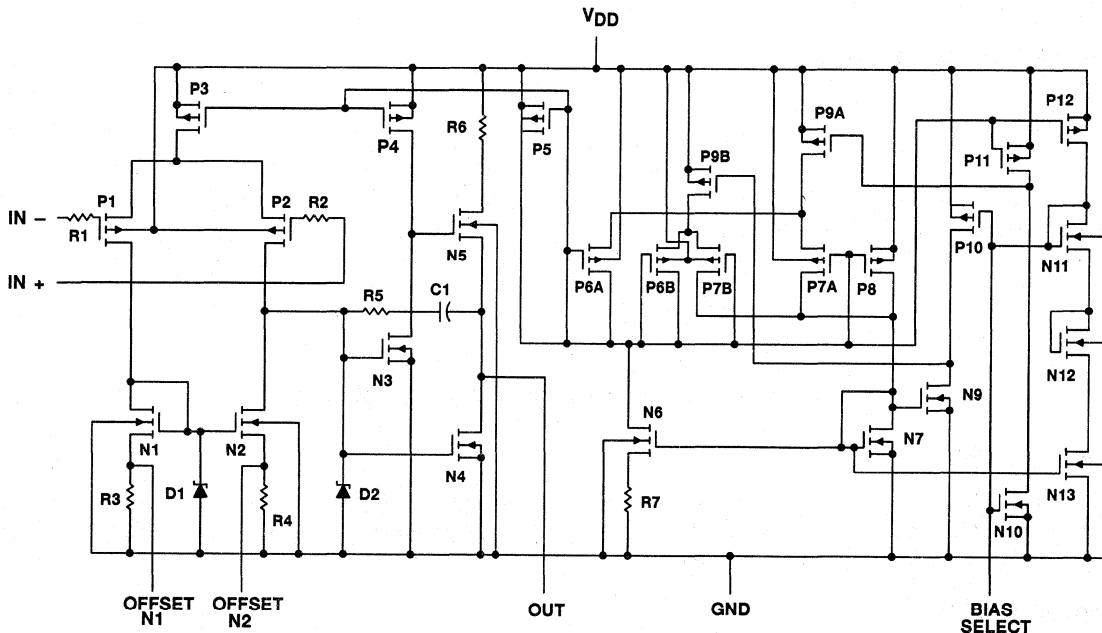 VDD
P3
P4
R6
P5
P9A
P9B
P12
P11
P1
P2
R2
IN −
R1
N5
P10
N11
IN +
P6A
P6B
P7B
P7A
P8
R5
C1
N3
N12
N1
N2
N4
N6
N7
N9
R3
D1
R4
D2
R7
N13
N10
OFFSET
N1
OFFSET
N2
OUT
GND
BIAS
SELECT